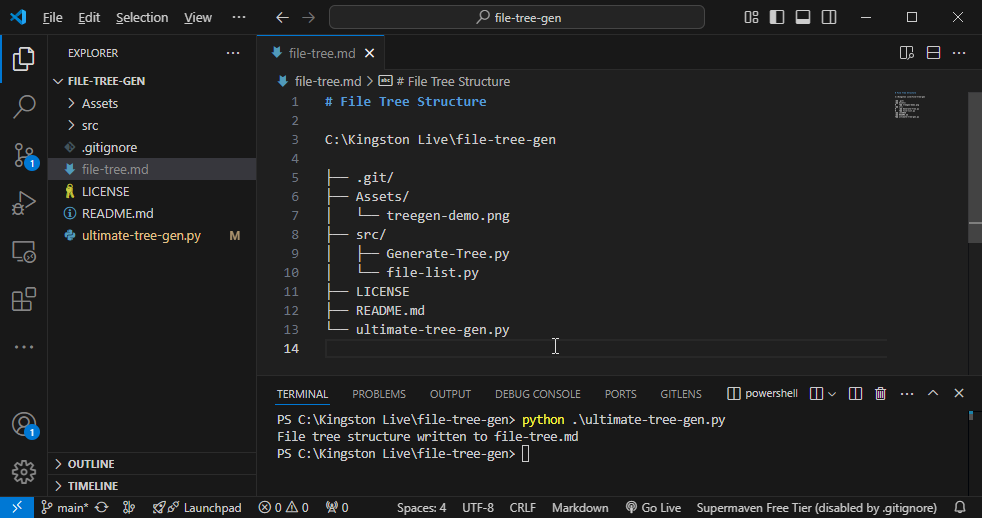 File Edit Selection View ··· file-tree-gen
EXPLORER ···
FILE-TREE-GEN
Assets
src
.gitignore
file-tree.md
LICENSE
README.md
ultimate-tree-gen.py M
OUTLINE
TIMELINE
1
1
file-tree.md
file-tree.md > abc # File Tree Structure
1 # File Tree Structure
2
3 C:\Kingston Live\file-tree-gen
4
5 ├── .git/
6 ├── Assets/
7 │   └── treegen-demo.png
8 ├── src/
9 │   ├── Generate-Tree.py
10 │   └── file-list.py
11 ├── LICENSE
12 ├── README.md
13 └── ultimate-tree-gen.py
14
TERMINAL PROBLEMS OUTPUT DEBUG CONSOLE PORTS GITLENS powershell
PS C:\Kingston Live\file-tree-gen> python .\ultimate-tree-gen.py
File tree structure written to file-tree.md
PS C:\Kingston Live\file-tree-gen>
main* Launchpad 0 0 0 Spaces: 4 UTF-8 CRLF Markdown Go Live Supermaven Free Tier (disabled by .gitignore)